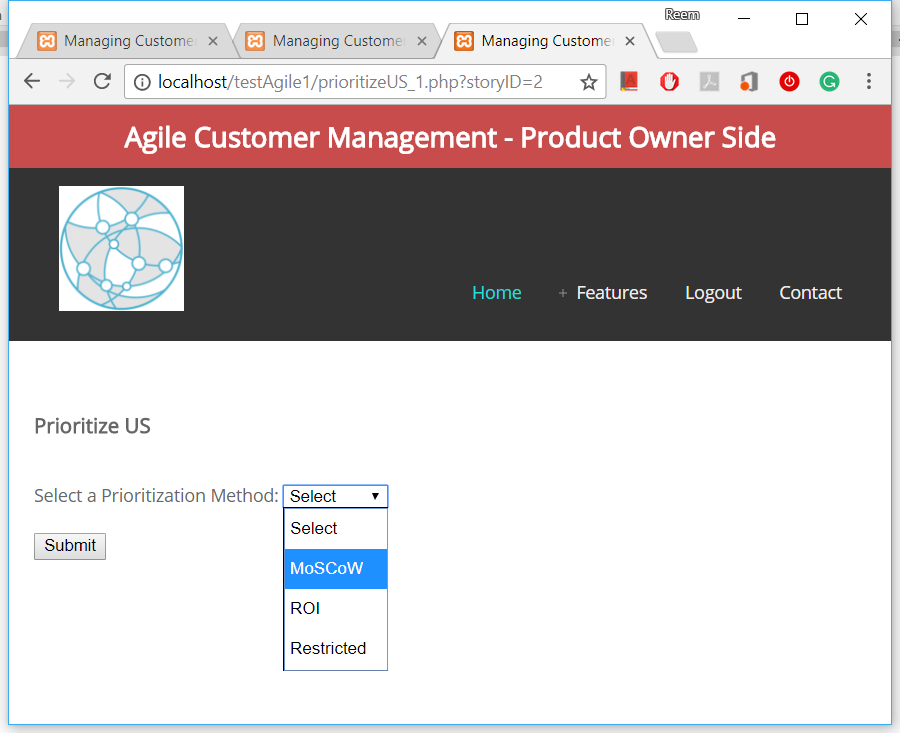 Reem
Managing Custome Managing Custome Managing Custome
localhost/testAgile1/prioritizeUS_1.php?storyID=2
Agile Customer Management - Product Owner Side
Home + Features Logout Contact
Prioritize US
Select a Prioritization Method: Select
Select
Submit
MoSCoW
ROI
Restricted